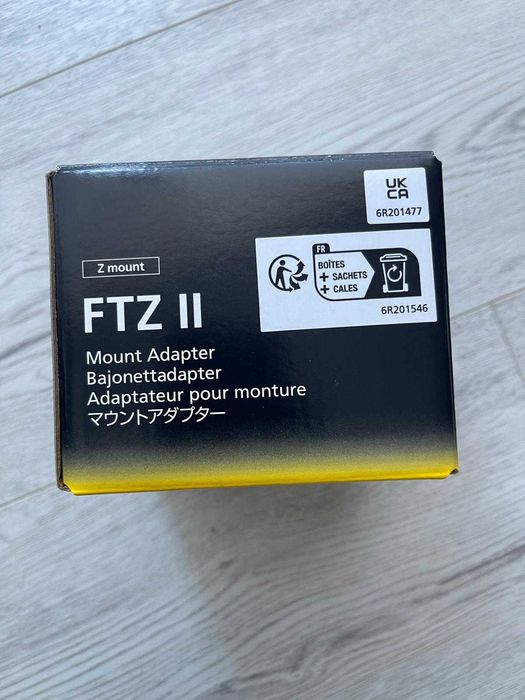 UK
CA
6R201477
Z mount
FTZ II
Mount Adapter
Bajonettadapter
Adaptateur pour monture
マウントアダプター
FR
BOÎTES
+ SACHETS
+ CALES
6R201546